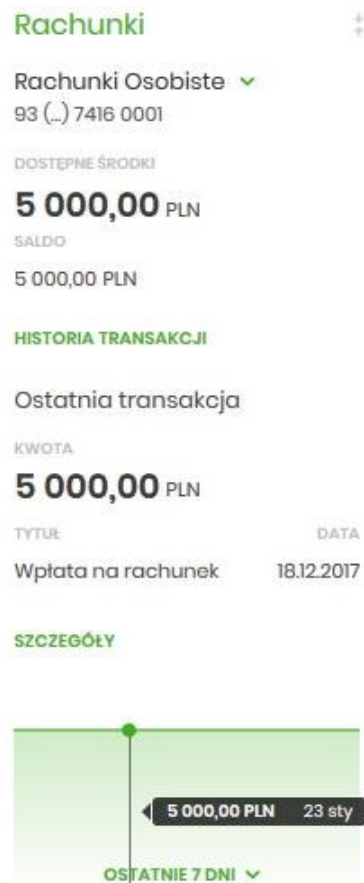 Rachunki
Rachunki Osobiste
93 (...) 7416 0001
DOSTĘPNE ŚRODKI
5 000,00 PLN
SALDO
5 000,00 PLN
HISTORIA TRANSAKCJI
Ostatnia transakcja
KWOTA
5 000,00 PLN
TYTUŁ DATA
Wpłata na rachunek 18.12.2017
SZCZEGÓŁY
5 000,00 PLN 23 sty
OSTATNIE 7 DNI